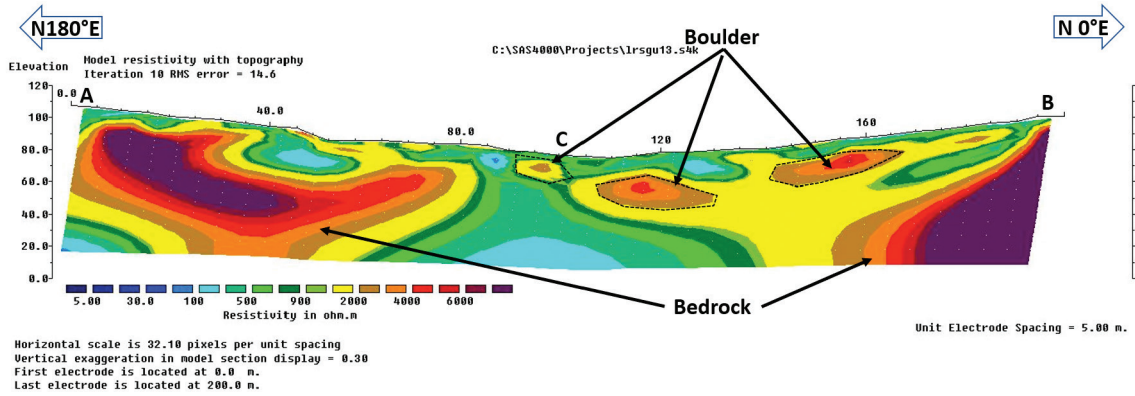 N180°E
N 0°E
Boulder
C:\SAS4000\Projects\lrsgu13.s4k
Model resistivity with topography
Iteration 10 RMS error = 14.6
Elevation
120
100
80.0
60.0
40.0
20.0
0.0
0.0
A
40.0
80.0
C
120
160
B
Bedrock
5.00 30.0 100 500 900 2000 4000 6000
Resistivity in ohm.m
Unit Electrode Spacing = 5.00 m.
Horizontal scale is 32.10 pixels per unit spacing
Vertical exaggeration in model section display = 0.30
First electrode is located at 0.0 m.
Last electrode is located at 200.0 m.